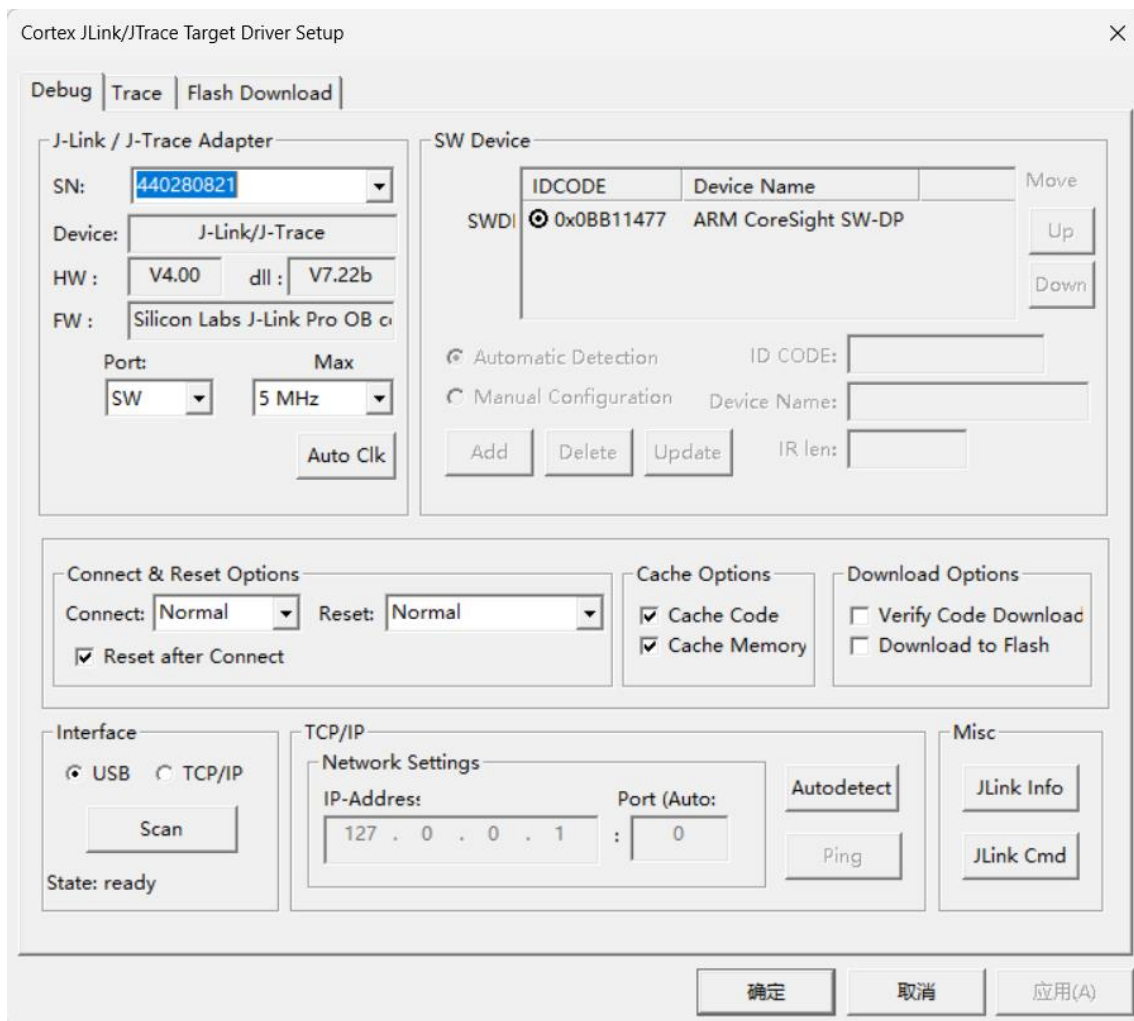 Cortex JLink/JTrace Target Driver Setup
Debug Trace Flash Download
J-Link / J-Trace Adapter
SN: 440280821
Device: J-Link/J-Trace
HW : V4.00 dll : V7.22b
FW : Silicon Labs J-Link Pro OB c
Port: Max
SW 5 MHz
Auto Clk
SW Device
IDCODE Device Name Move
SWDI 0x0BB11477 ARM CoreSight SW-DP
Up
Down
Automatic Detection ID CODE:
Manual Configuration Device Name:
Add Delete Update IR len:
Connect & Reset Options
Connect: Normal Reset: Normal
Reset after Connect
Cache Options
Cache Code
Cache Memory
Download Options
Verify Code Download
Download to Flash
Interface
USB TCP/IP
Scan
State: ready
TCP/IP
Network Settings
IP-Address Port (Auto:
127 . 0 . 0 . 1 : 0
Autodetect
Ping
Misc
JLink Info
JLink Cmd
确定 取消 应用(A)